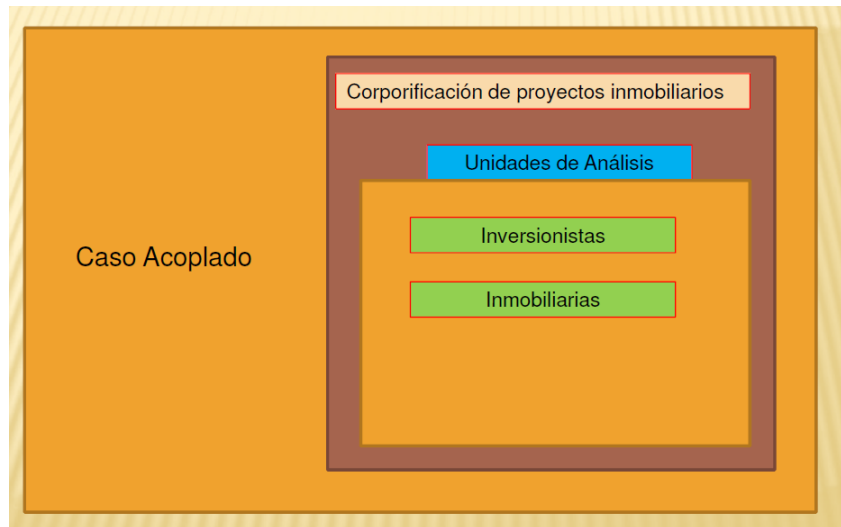 Corporificación de proyectos inmobiliarios
Unidades de Análisis
Inversionistas
Caso Acoplado
Inmobiliarias